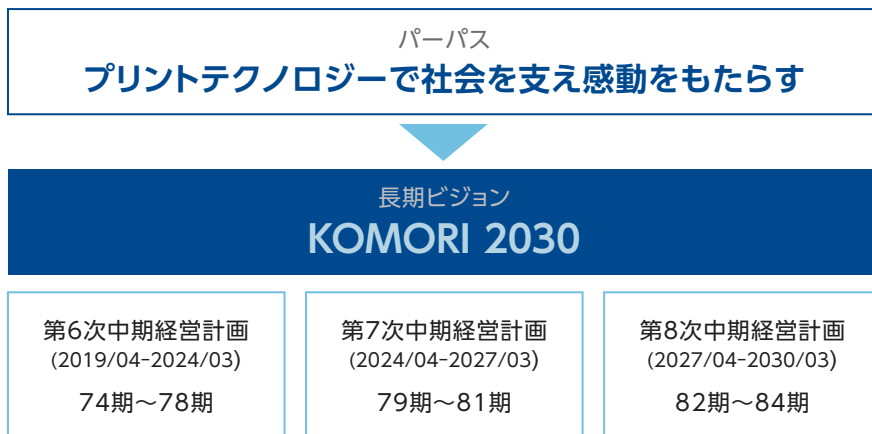 パーパス
プリントテクノロジーで社会を支え感動をもたらす
長期ビジョン
KOMORI 2030
第6次中期経営計画
(2019/04-2024/03)
74期～78期
第7次中期経営計画
(2024/04-2027/03)
79期～81期
第8次中期経営計画
(2027/04-2030/03)
82期～84期